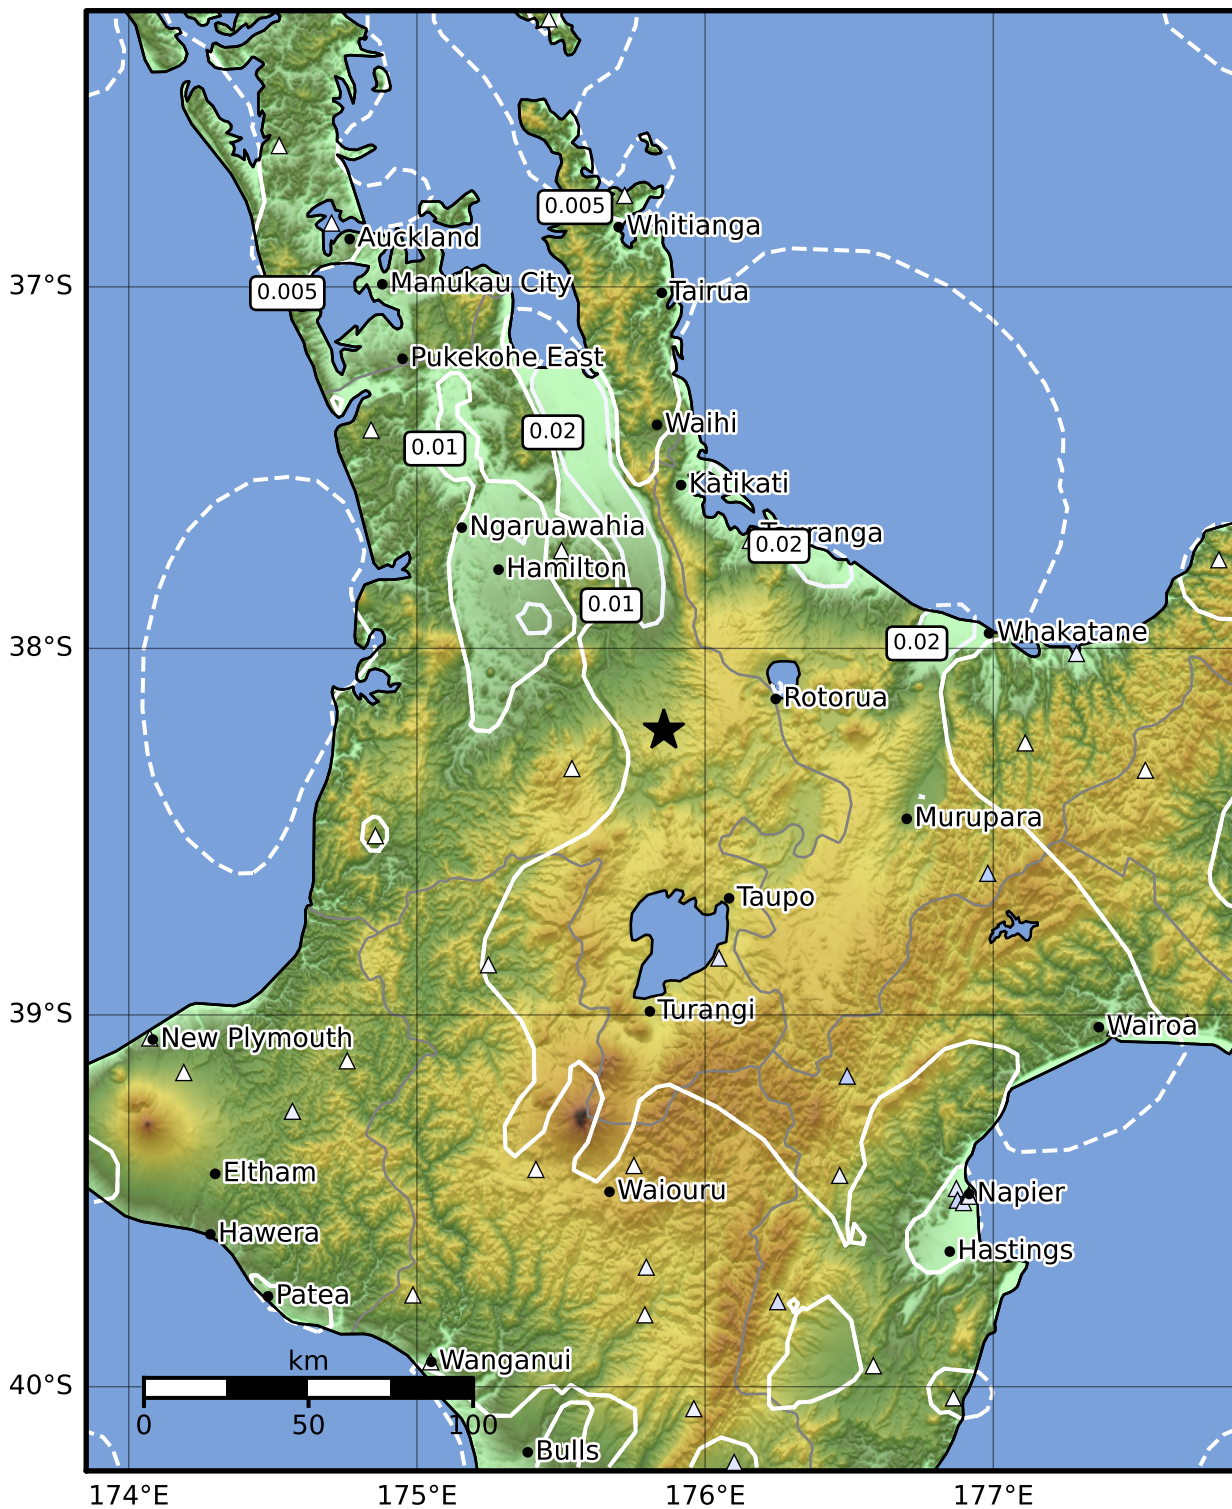 0.005
Whitianga
Auckland
37°S
0.005
Manukau City
Tairua
Pukekohe East
Waihi
0.02
0.01
Katikati
Ngaruawahia
Tauranga
0.02
Hamilton
0.01
38°S
0.02
Whakatane
Rotorua
Murupara
Taupo
39°S
Turangi
Wairoa
New Plymouth
Eltham
Waiouru
Napier
Hawera
Hastings
Patea
km
Wanganui
40°S
0 50 100
Bulls
174°E 175°E 176°E 177°E